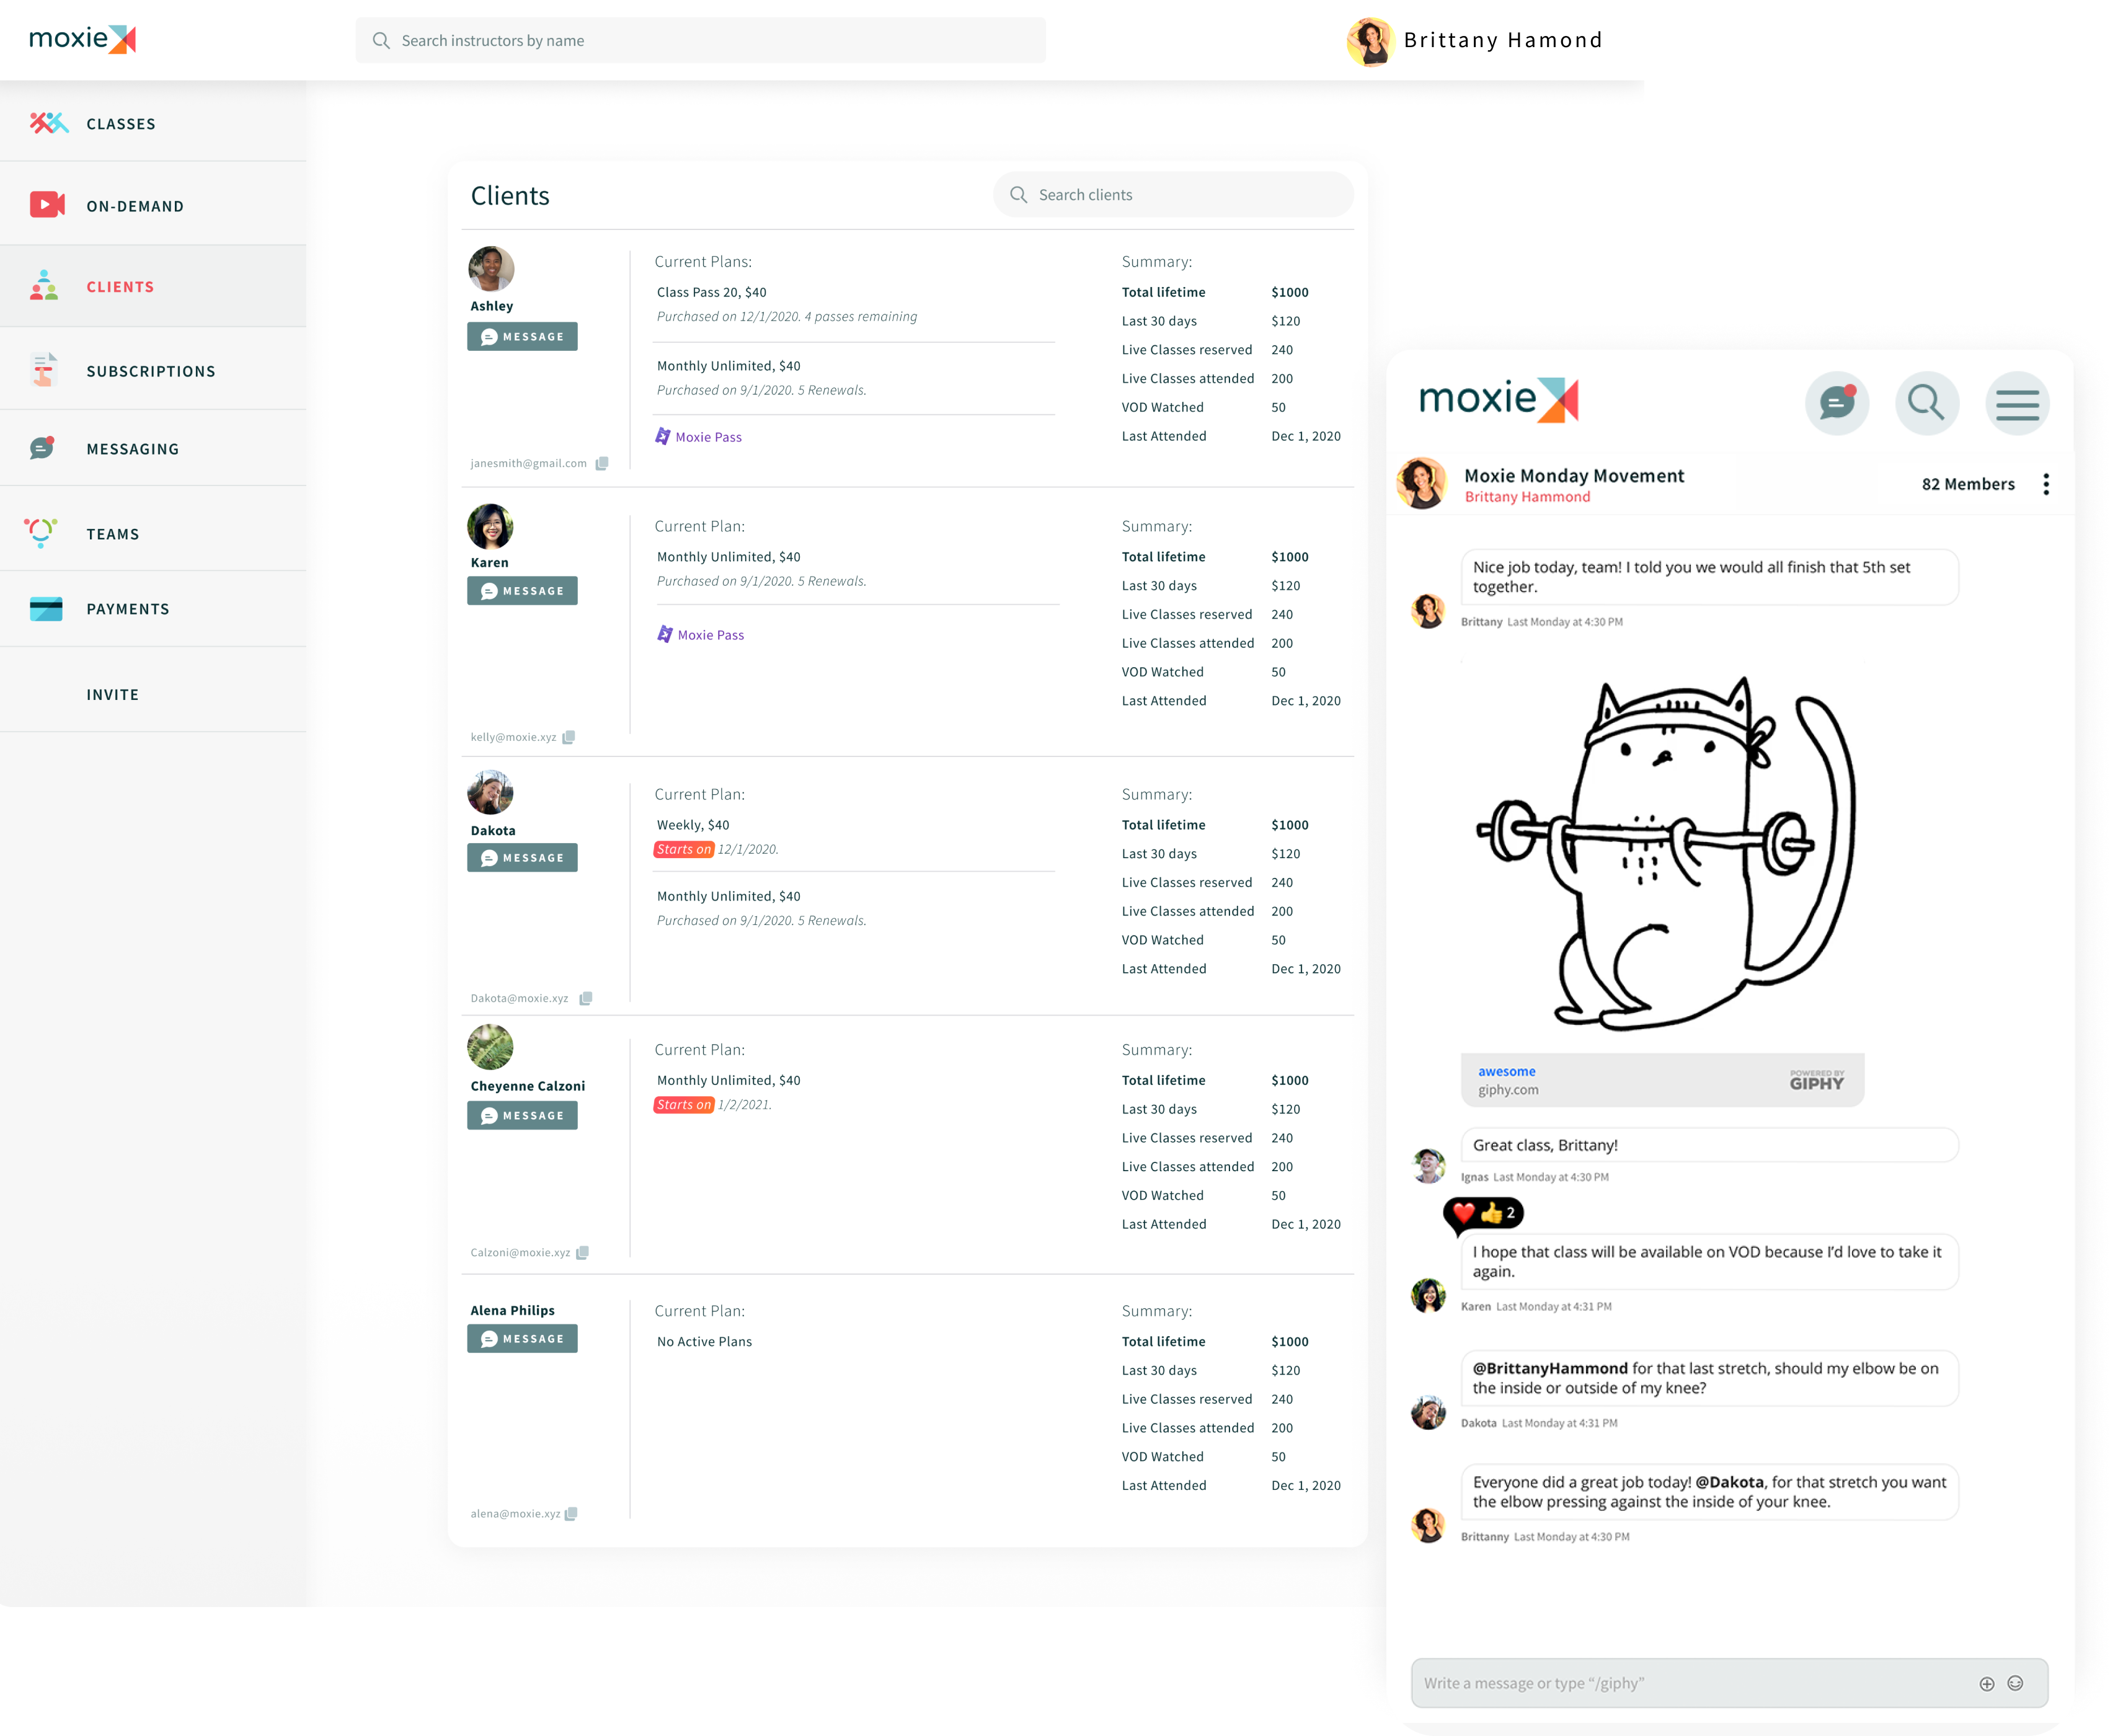 moxie
Search instructors by name
Brittany Hamond
CLASSES
ON-DEMAND
CLIENTS
SUBSCRIPTIONS
MESSAGING
TEAMS
PAYMENTS
INVITE
Clients
Search clients
Ashley
MESSAGE
janesmith@gmail.com
Current Plans:
Class Pass 20, $40
Purchased on 12/1/2020. 4 passes remaining
Monthly Unlimited, $40
Purchased on 9/1/2020. 5 Renewals.
Moxie Pass
Summary:
Total lifetime $1000
Last 30 days $120
Live Classes reserved 240
Live Classes attended 200
VOD Watched 50
Last Attended Dec 1, 2020
Karen
MESSAGE
kelly@moxie.xyz
Current Plan:
Monthly Unlimited, $40
Purchased on 9/1/2020. 5 Renewals.
Moxie Pass
Summary:
Total lifetime $1000
Last 30 days $120
Live Classes reserved 240
Live Classes attended 200
VOD Watched 50
Last Attended Dec 1, 2020
Dakota
MESSAGE
Dakota@moxie.xyz
Current Plan:
Weekly, $40
Starts on 12/1/2020.
Monthly Unlimited, $40
Purchased on 9/1/2020. 5 Renewals.
Summary:
Total lifetime $1000
Last 30 days $120
Live Classes reserved 240
Live Classes attended 200
VOD Watched 50
Last Attended Dec 1, 2020
Cheyenne Calzoni
MESSAGE
Calzoni@moxie.xyz
Current Plan:
Monthly Unlimited, $40
Starts on 1/2/2021.
Summary:
Total lifetime $1000
Last 30 days $120
Live Classes reserved 240
Live Classes attended 200
VOD Watched 50
Last Attended Dec 1, 2020
Alena Philips
MESSAGE
alena@moxie.xyz
Current Plan:
No Active Plans
Summary:
Total lifetime $1000
Last 30 days $120
Live Classes reserved 240
Live Classes attended 200
VOD Watched 50
Last Attended Dec 1, 2020
moxie
Moxie Monday Movement
Brittany Hammond
82 Members
Nice job today, team! I told you we would all finish that 5th set
together.
Brittany Last Monday at 4:30 PM
awesome
giphy.com
POWERED BY
GIPHY
Great class, Brittany!
Ignas Last Monday at 4:30 PM
2
I hope that class will be available on VOD because I'd love to take it
again.
Karen Last Monday at 4:31 PM
@BrittanyHammond for that last stretch, should my elbow be on
the inside or outside of my knee?
Dakota Last Monday at 4:31 PM
Everyone did a great job today! @Dakota, for that stretch you want
the elbow pressing against the inside of your knee.
Brittanny Last Monday at 4:30 PM
Write a message or type “/giphy”